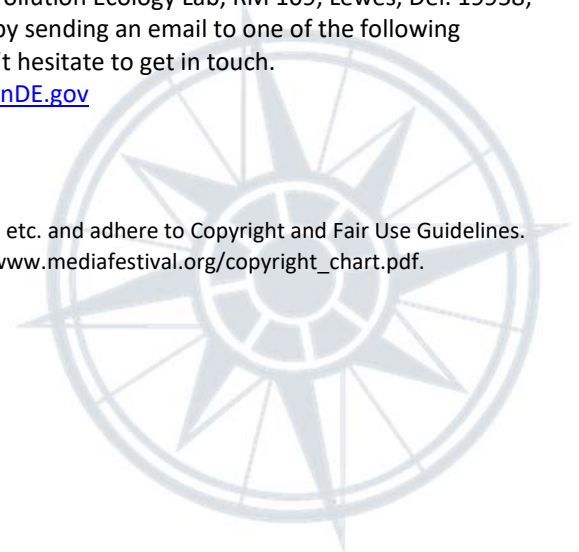 Pollution Ecology Lab, RM 109, Lewes, Del. 19958,
by sending an email to one of the following
't hesitate to get in touch.
nDE.gov
etc. and adhere to Copyright and Fair Use Guidelines.
www.mediafestival.org/copyright_chart.pdf.